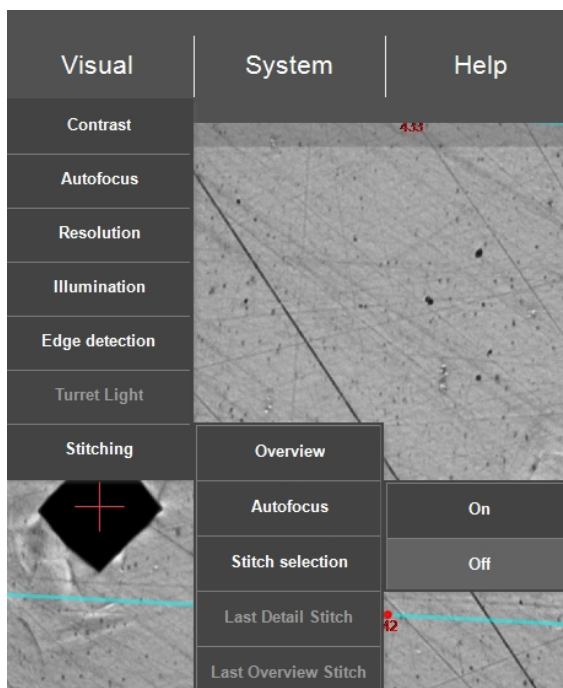 Visual System Help
Contrast
433
Autofocus
Resolution
Illumination
Edge detection
Turret Light
Stitching
Overview
Autofocus
On
Stitch selection
Off
Last Detail Stitch
42
Last Overview Stitch